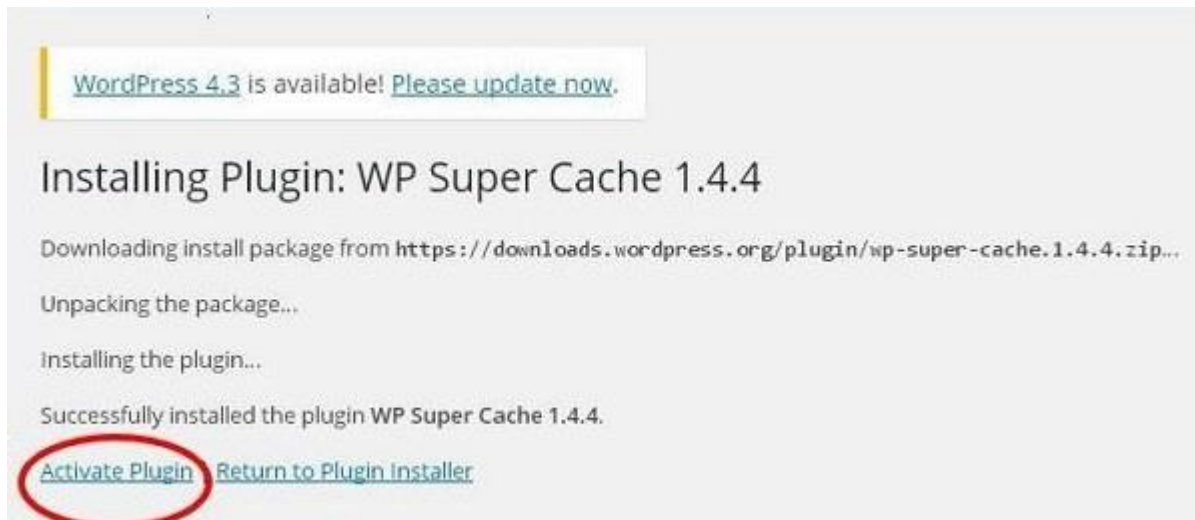 WordPress 4.3 is available! Please update now.
Installing Plugin: WP Super Cache 1.4.4
Downloading install package from https://downloads.wordpress.org/plugin/wp-super-cache.1.4.4.zip...
Unpacking the package...
Installing the plugin...
Successfully installed the plugin WP Super Cache 1.4.4.
Activate Plugin | Return to Plugin Installer